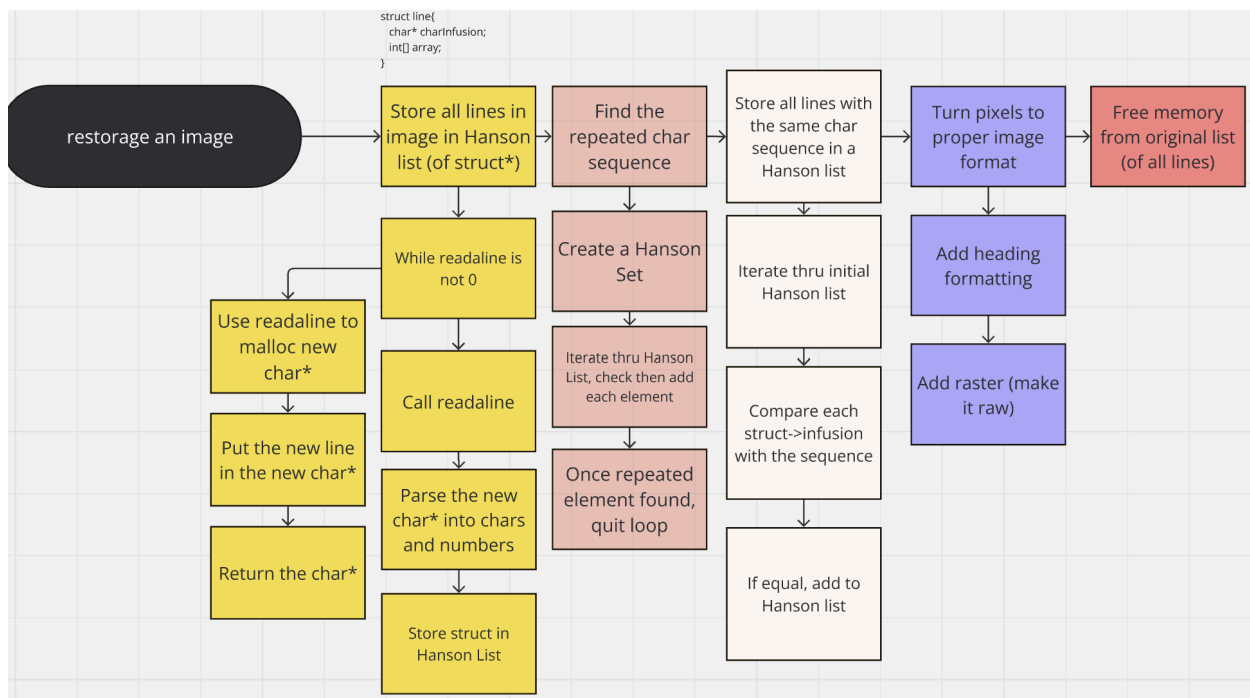 struct line{
char* charInfusion;
int[] array;
}
restorage an image
Store all lines in
image in Hanson
list (of struct*)
Find the
repeated char
sequence
Store all lines with
the same char
sequence in a
Hanson list
Turn pixels to
proper image
format
Free memory
from original list
(of all lines)
While readaline is
not 0
Create a Hanson
Set
Iterate thru initial
Hanson list
Add heading
formatting
Use readaline to
malloc new
char*
Call readaline
Iterate thru Hanson
List, check then add
each element
Compare each
struct->infusion
with the sequence
Add raster (make
it raw)
Put the new line
in the new char*
Parse the new
char* into chars
and numbers
Once repeated
element found,
quit loop
If equal, add to
Hanson list
Return the char*
Store struct in
Hanson List